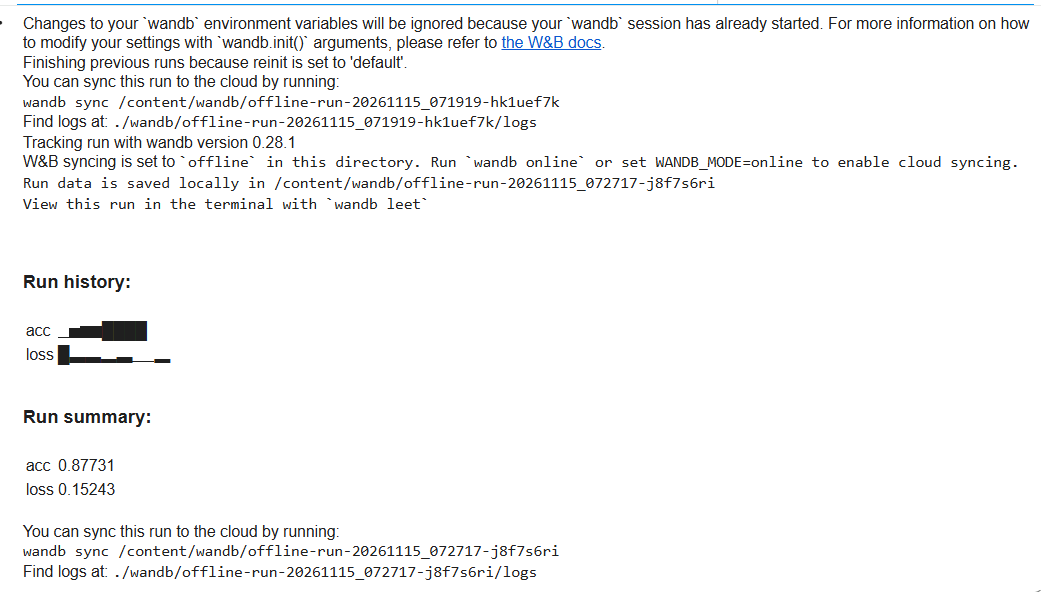 Changes to your `wandb` environment variables will be ignored because your `wandb` session has already started. For more information on how
to modify your settings with `wandb.init()` arguments, please refer to the W&B docs.
Finishing previous runs because reinit is set to 'default'.
You can sync this run to the cloud by running:
wandb sync /content/wandb/offline-run-20261115_071919-hk1uef7k
Find logs at: ./wandb/offline-run-20261115_071919-hk1uef7k/logs
Tracking run with wandb version 0.28.1
W&B syncing is set to `offline` in this directory. Run `wandb online` or set WANDB_MODE=online to enable cloud syncing.
Run data is saved locally in /content/wandb/offline-run-20261115_072717-j8f7s6ri
View this run in the terminal with `wandb leet`
Run history:
acc
loss
Run summary:
acc 0.87731
loss 0.15243
You can sync this run to the cloud by running:
wandb sync /content/wandb/offline-run-20261115_072717-j8f7s6ri
Find logs at: ./wandb/offline-run-20261115_072717-j8f7s6ri/logs